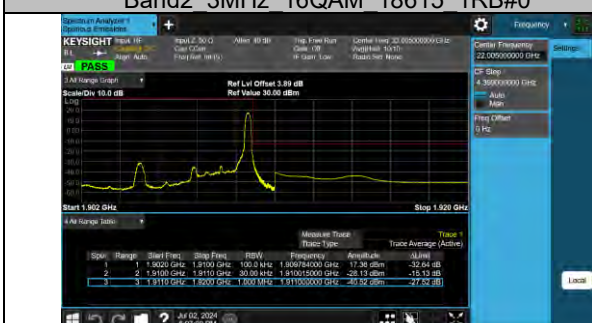 Band2_3MHz_16QAM_18615_1RB#0
Spectrum Analyzer 1
Spurious Emissions
Frequency
KEYSIGHT Input: RF
Input Z: 50 Ω
Atten: 40 dB
Trig: Free Run
Center Freq: 22.005000000 GHz
RL
Align: Auto
Gate: Off
Avg|Hold: 10/10
IF Gain: Low
Radio Std: None
PASS
Center Frequency
22.005000000 GHz
Settings
CF Step
4.399000000 GHz
Auto
Man
Freq Offset
0 Hz
3 All Range Graph
Ref Lvl Offset 3.89 dB
Scale/Div 10.0 dB
Ref Value 30.00 dBm
Log
Start 1.902 GHz
Stop 1.920 GHz
4 All Range Table
Measure Trace
Trace 1
Trace Type
Trace Average (Active)
Spur Range Start Freq Stop Freq RBW Frequency Amplitude ΔLimit
1 1 1.9020 GHz 1.9100 GHz 100.0 kHz 1.909784000 GHz 17.36 dBm -32.64 dB
2 2 1.9100 GHz 1.9110 GHz 30.00 kHz 1.910015000 GHz -28.13 dBm -15.13 dB
3 3 1.9110 GHz 1.9200 GHz 1.000 MHz 1.911000000 GHz -40.52 dBm -27.52 dB
Local
Jul 02, 2024